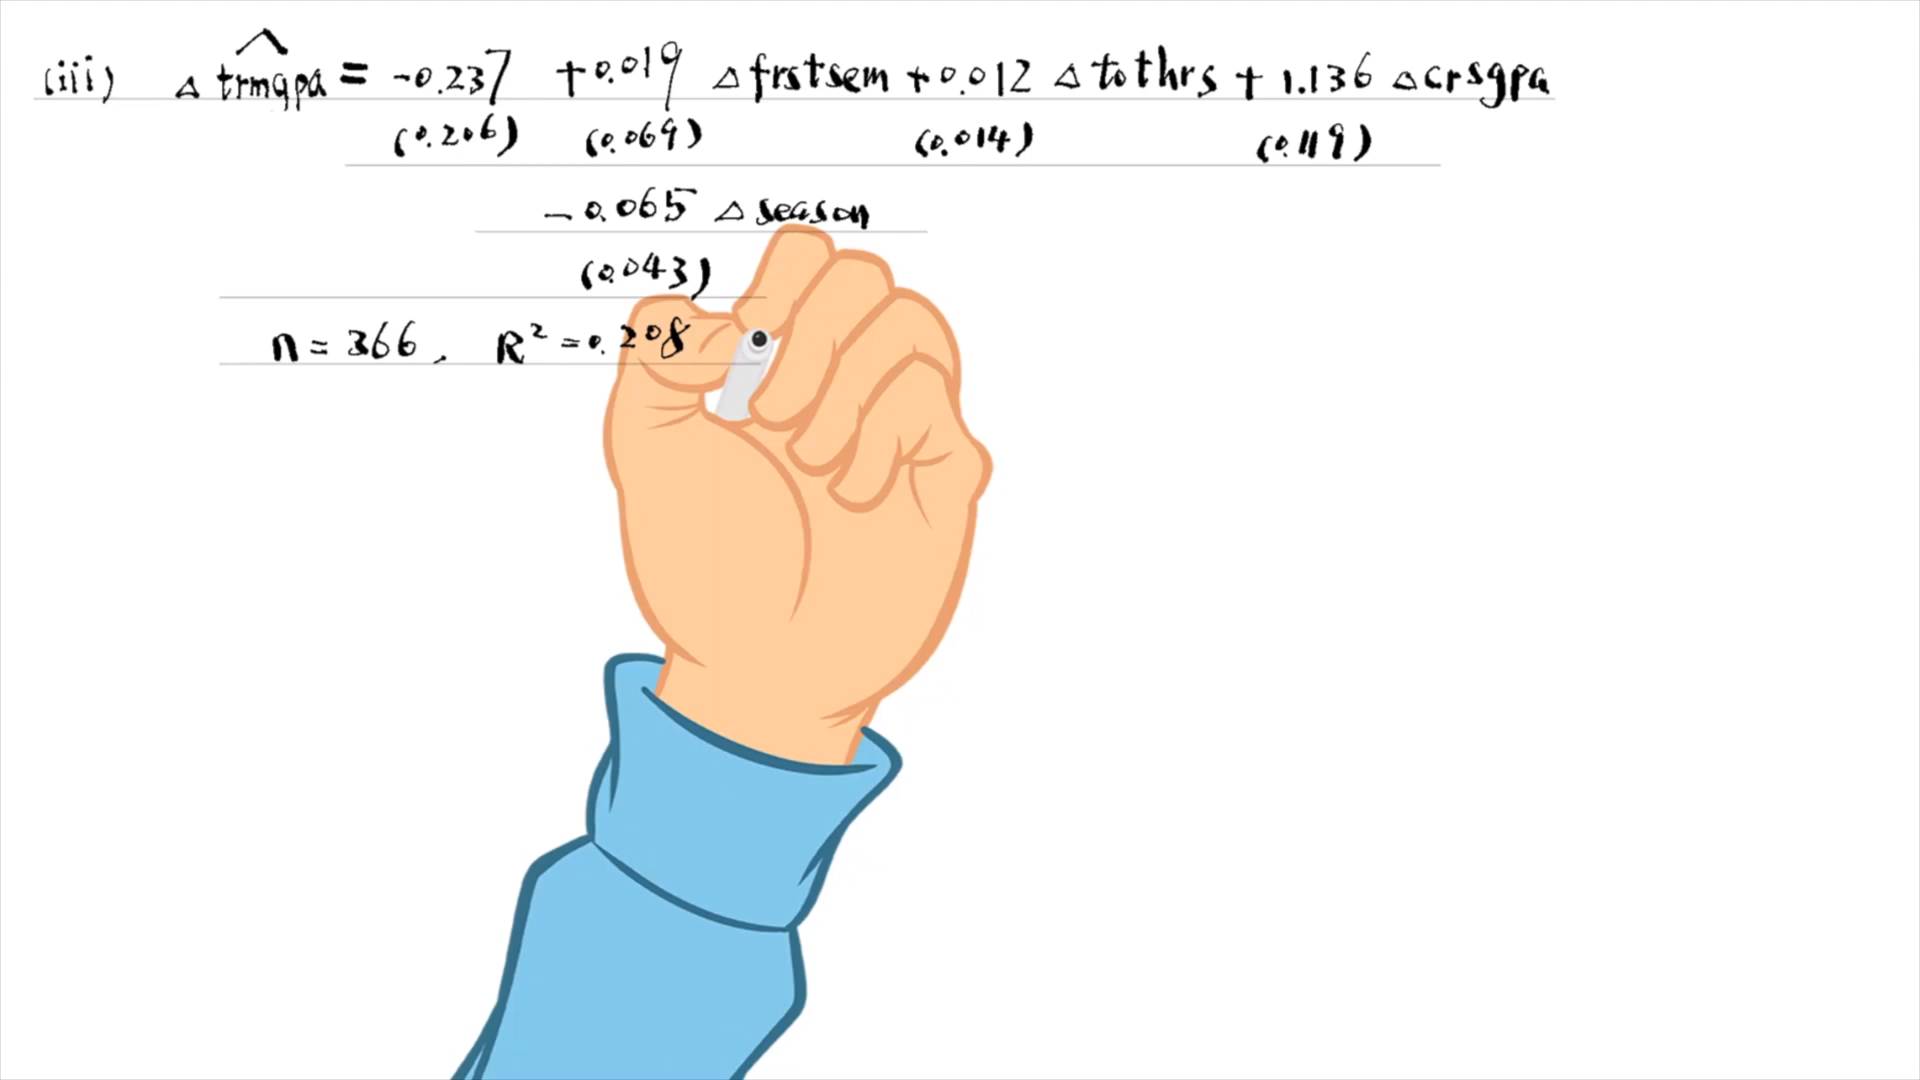 (iii) Δ trmgpa^ = -0.237 +0.019 Δ frstsem +0.012 Δ tothrs + 1.136 Δ crsgpa
(0.206) (0.069) (0.014) (0.119)
- 0.065 Δ season
(0.043)
n = 366, R² = 0.208